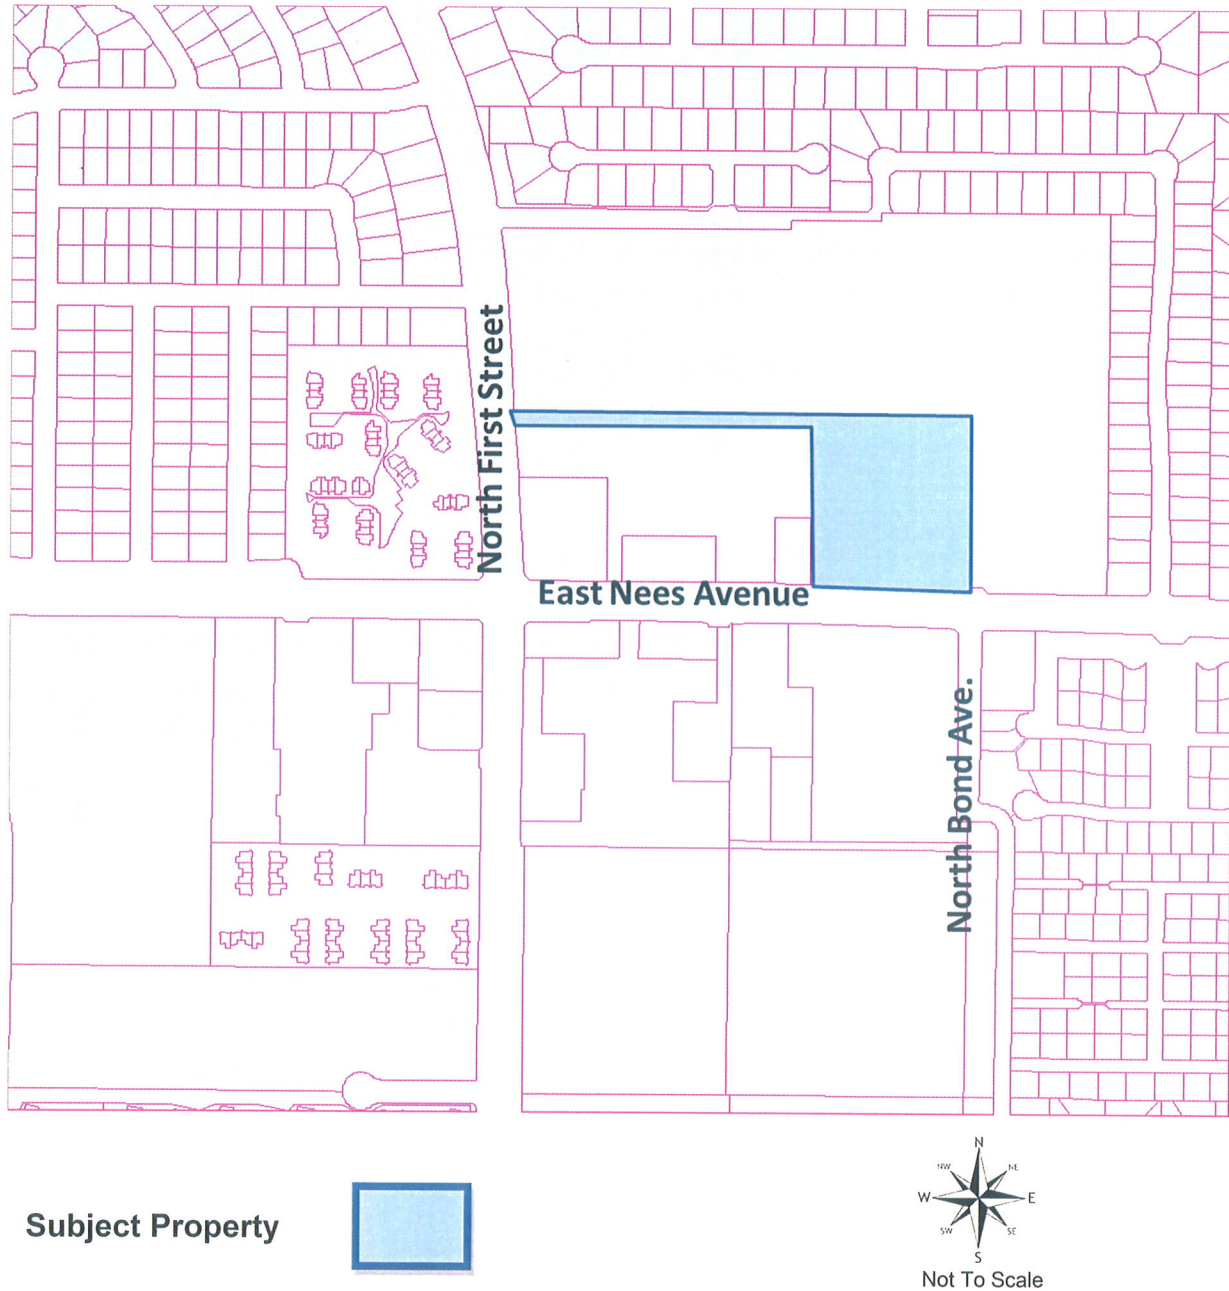 North First Street
East Nees Avenue
North Bond Ave.
Subject Property
N
NW NE
W E
SW SE
S
Not To Scale